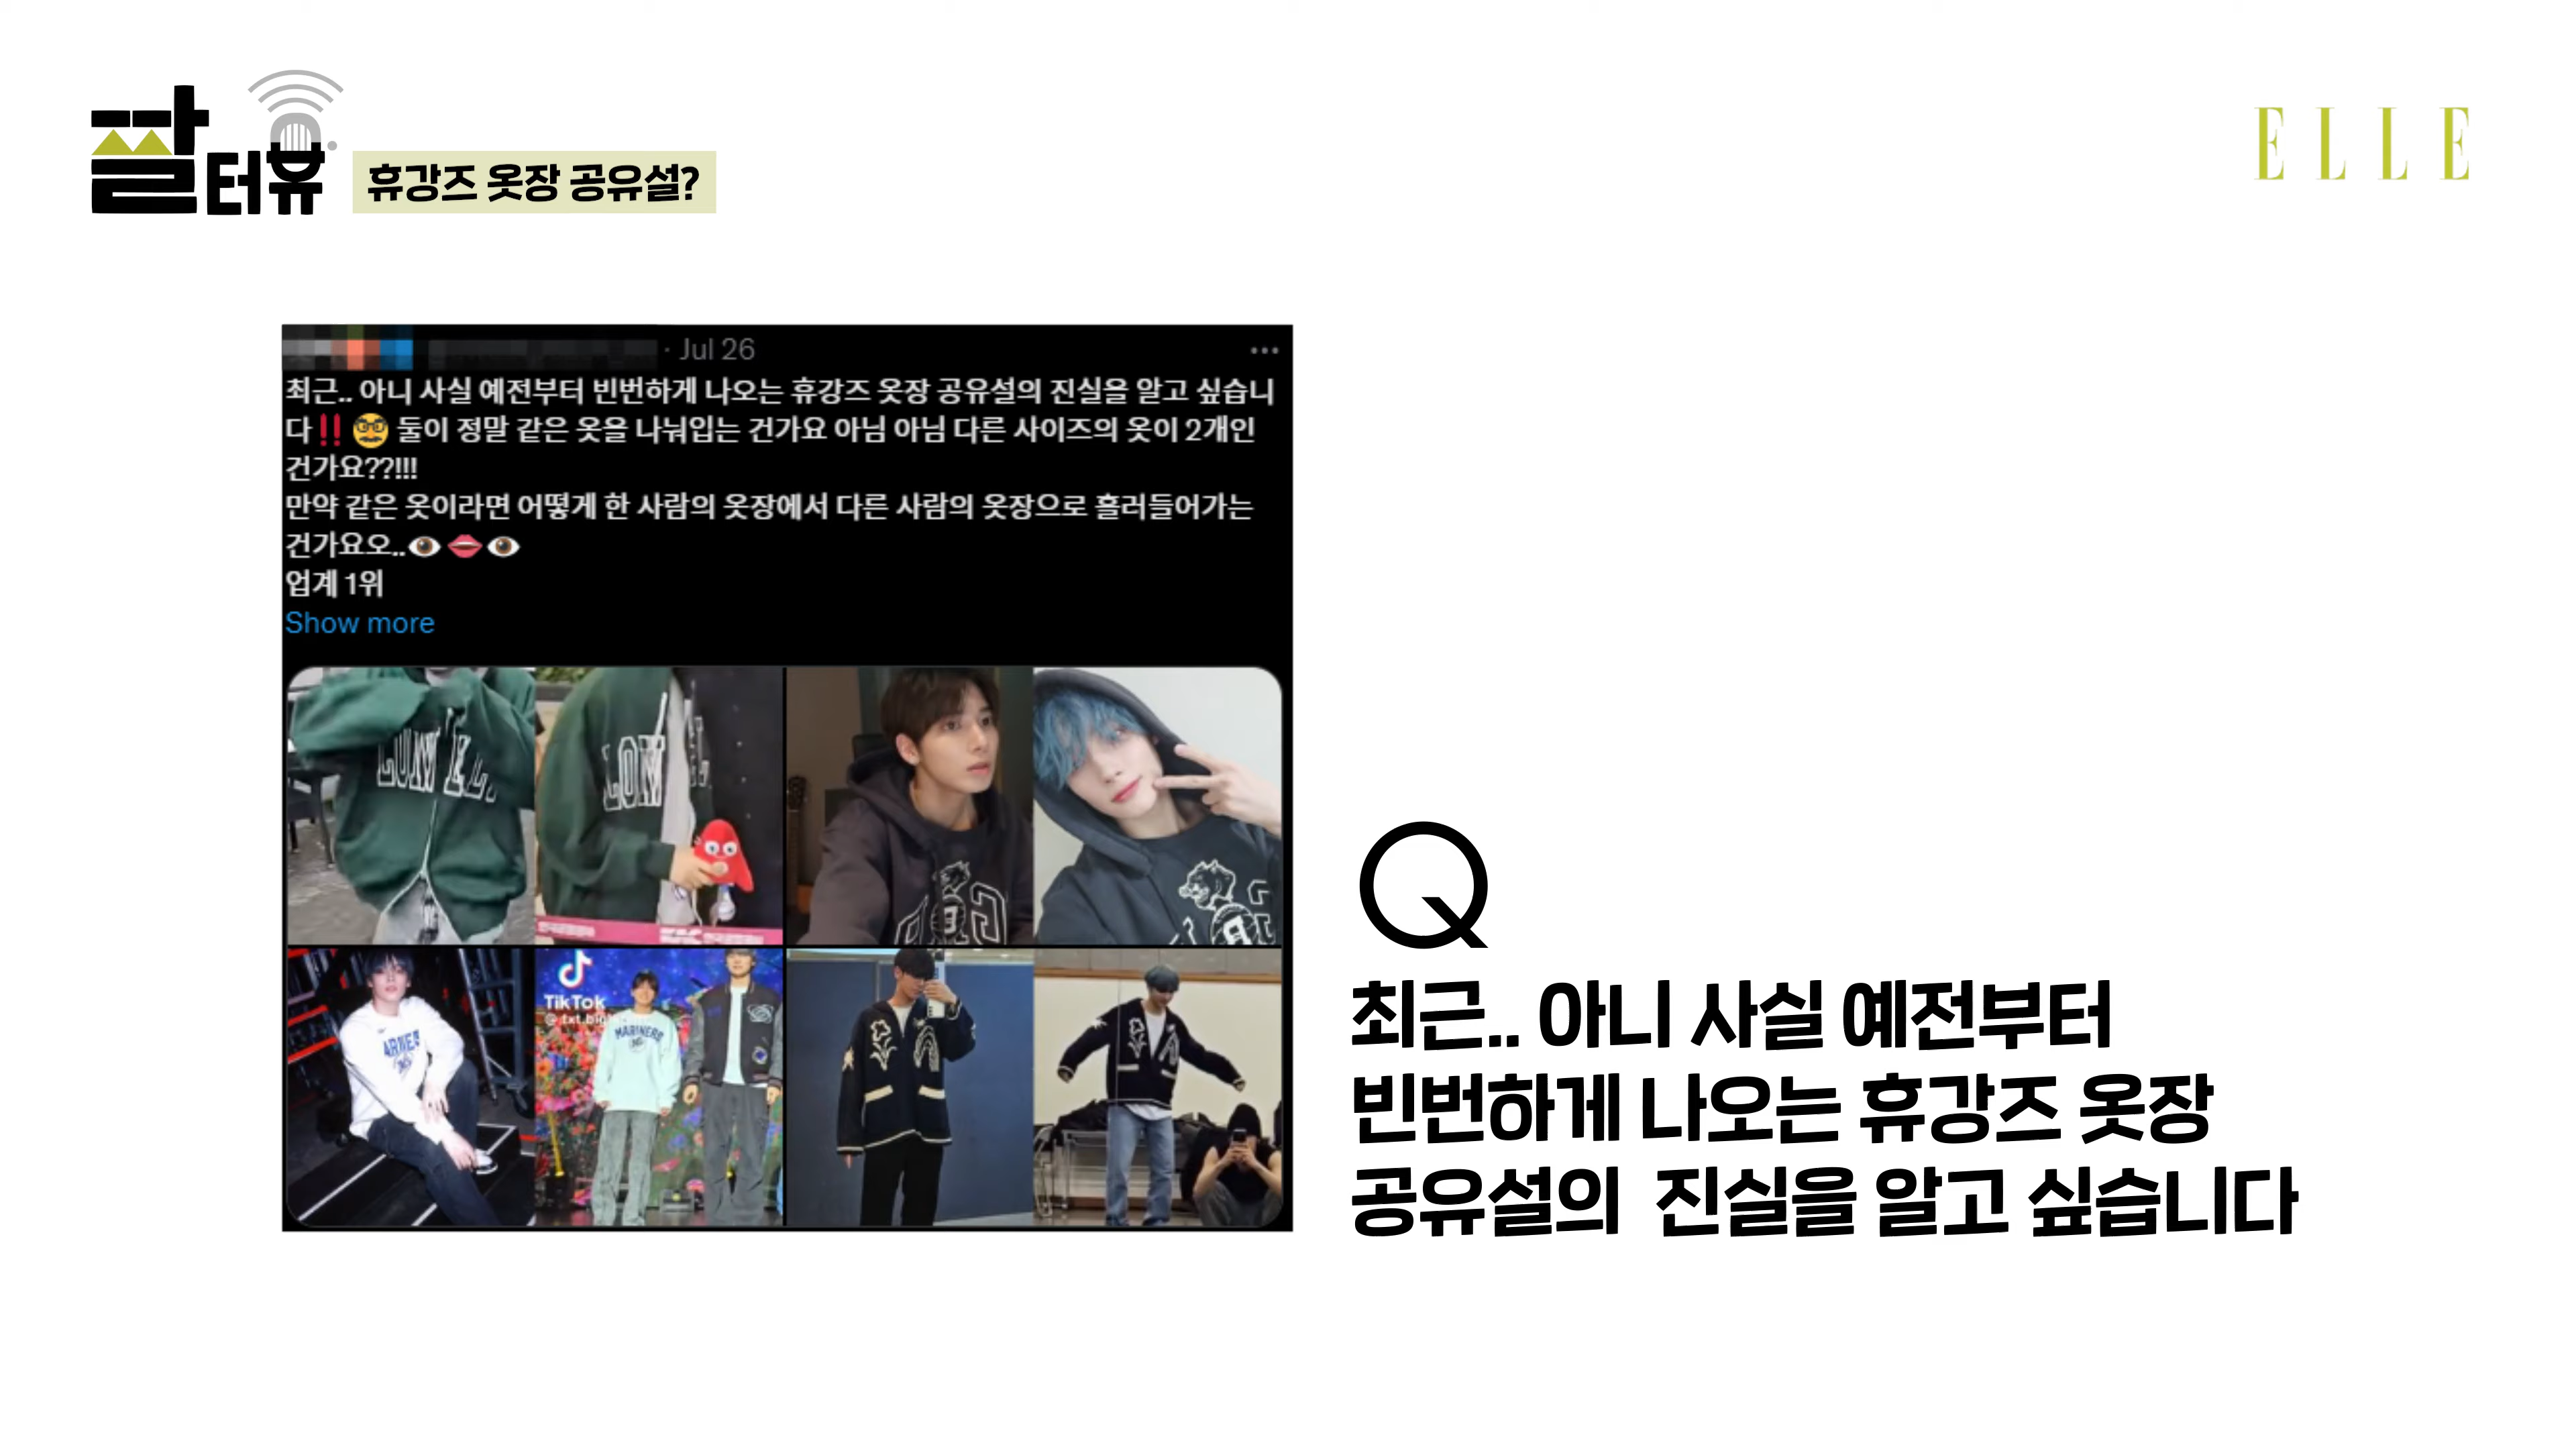 짤터뷰
휴강즈 옷장 공유설?
ELLE
· Jul 26
최근.. 아니 사실 예전부터 빈번하게 나오는 휴강즈 옷장 공유설의 진실을 알고 싶습니
다‼️🥸 둘이 정말 같은 옷을 나눠입는 건가요 아님 아님 다른 사이즈의 옷이 2개인
건가요??!!!
만약 같은 옷이라면 어떻게 한 사람의 옷장에서 다른 사람의 옷장으로 흘러들어가는
건가요오..👁️👄👁️
업계 1위
Show more
TikTok
MARINERS
Q
최근.. 아니 사실 예전부터
빈번하게 나오는 휴강즈 옷장
공유설의 진실을 알고 싶습니다